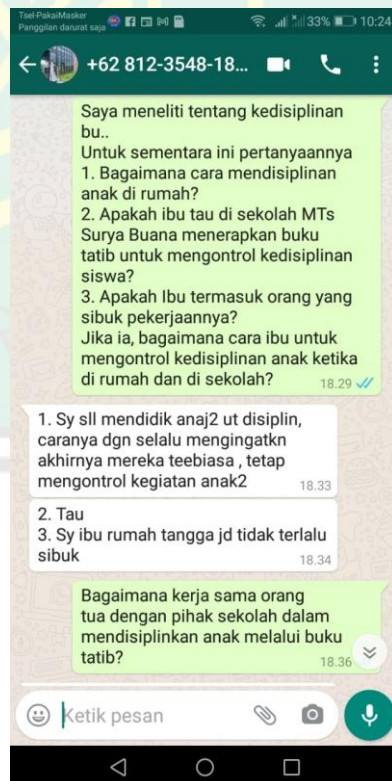 Tsel-PakaiMasker
Panggilan darurat saja
33% 10:24
+62 812-3548-18...
Saya meneliti tentang kedisiplinan
bu..
Untuk sementara ini pertanyaannya
1. Bagaimana cara mendisiplinan
anak di rumah?
2. Apakah ibu tau di sekolah MTs
Surya Buana menerapkan buku
tatib untuk mengontrol kedisiplinan
siswa?
3. Apakah Ibu termasuk orang yang
sibuk pekerjaannya?
Jika ia, bagaimana cara ibu untuk
mengontrol kedisiplinan anak ketika
di rumah dan di sekolah?
18.29
1. Sy sll mendidik anaj2 ut disiplin,
caranya dgn selalu mengingatkn
akhirnya mereka teebiasa , tetap
mengontrol kegiatan anak2
18.33
2. Tau
3. Sy ibu rumah tangga jd tidak terlalu
sibuk
18.34
Bagaimana kerja sama orang
tua dengan pihak sekolah dalam
mendisiplinkan anak melalui buku
tatib?
18.36
Ketik pesan